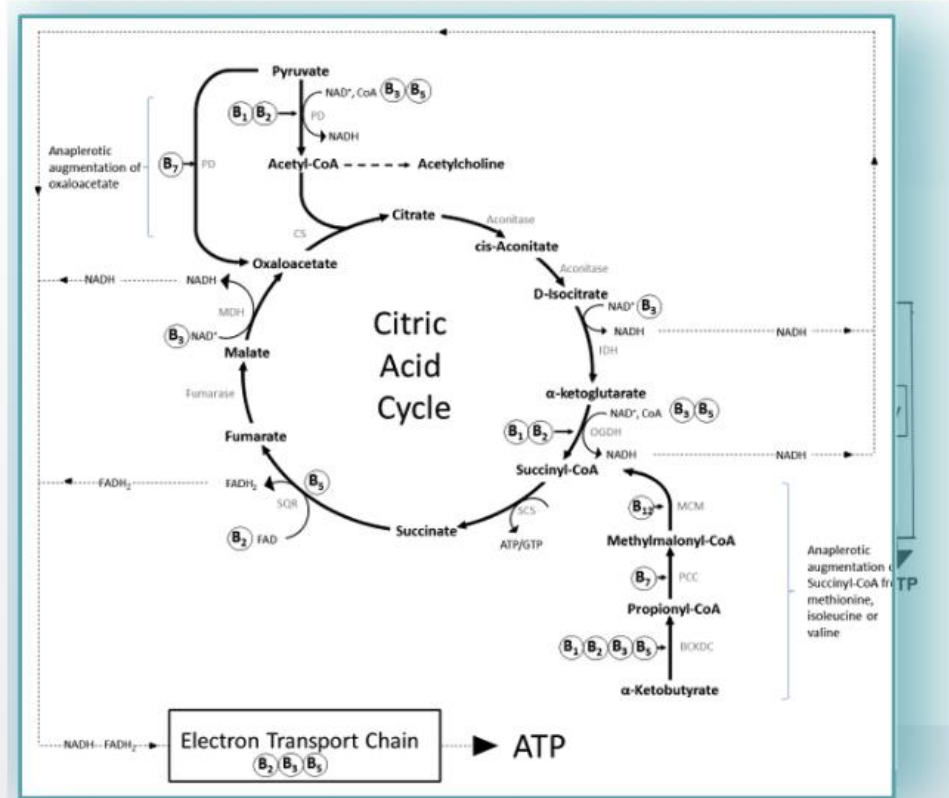 Pyruvate
NAD⁺, CoA B₃ B₅
B₁ B₂
PD
NADH
Anaplerotic
augmentation of
oxaloacetate
B₇
PD
Acetyl-CoA
Acetylcholine
Citrate
Aconitase
cis-Aconitate
CS
Oxaloacetate
Aconitase
D-Isocitrate
NADH
NADH
MDH
B₃ NAD⁺
Malate
Citric
Acid
Cycle
NAD⁺ B₃
NADH
NADH
IDH
Fumarase
α-ketoglutarate
NAD⁺, CoA B₃ B₅
B₁ B₂
OGDH
NADH
NADH
Fumarate
Succinyl-CoA
FADH₂
FADH₂
B₅
SQR
B₂ FAD
Succinate
SCS
ATP/GTP
B₁₂
MCM
Methylmalonyl-CoA
B₇
PCC
Propionyl-CoA
B₁ B₂ B₃ B₅
BCKDC
α-Ketobutyrate
Anaplerotic
augmentation
Succinyl-CoA
methionine,
isoleucine or
valine
TP
NADH FADH₂
Electron Transport Chain
B₂ B₃ B₅
ATP